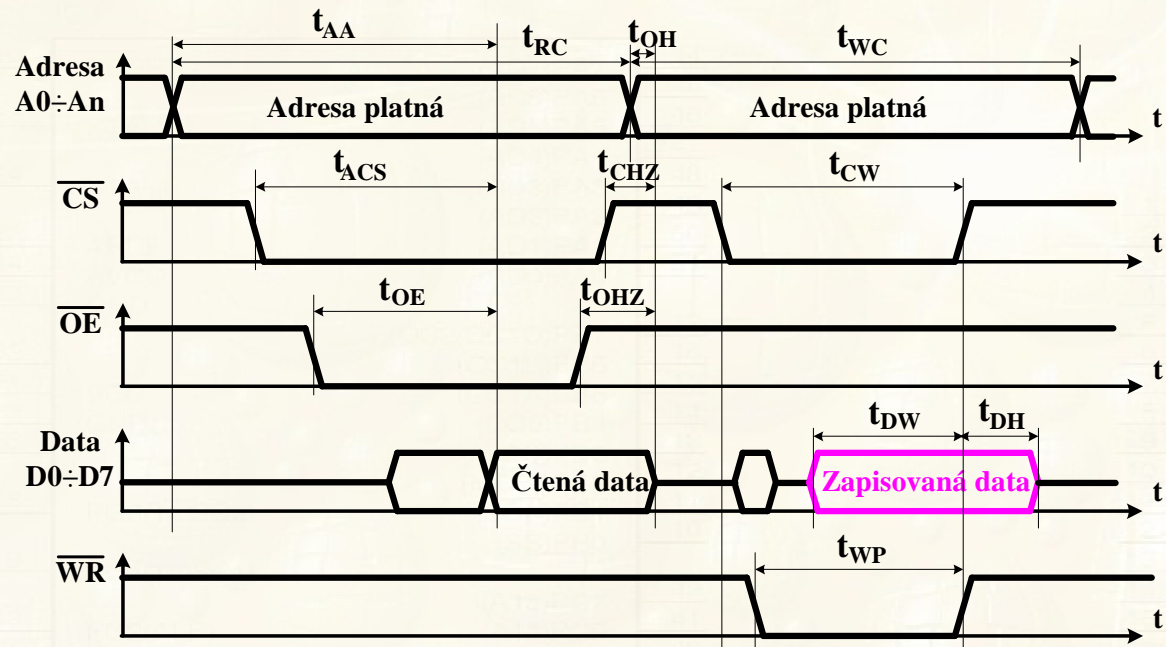 tAA
tRC
tOH
tWC
Adresa
A0÷An
Adresa platná
Adresa platná
t
tACS
tCHZ
tCW
CS
t
tOE
tOHZ
OE
t
tDW
tDH
Data
D0÷D7
Čtená data
Zapisovaná data
t
tWP
WR
t